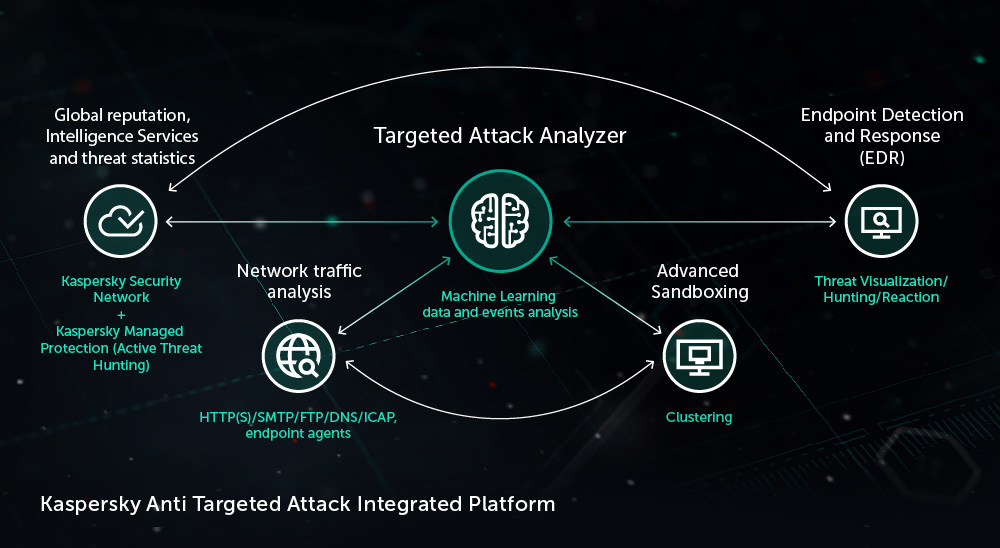 Global reputation,
Intelligence Services
and threat statistics
Kaspersky Security
Network
+
Kaspersky Managed
Protection (Active Threat
Hunting)
Targeted Attack Analyzer
Machine Learning
data and events analysis
Endpoint Detection
and Response
(EDR)
Threat Visualization/
Hunting/Reaction
Network traffic
analysis
HTTP(S)/SMTP/FTP/DNS/ICAP,
endpoint agents
Advanced
Sandboxing
Clustering
Kaspersky Anti Targeted Attack Integrated Platform